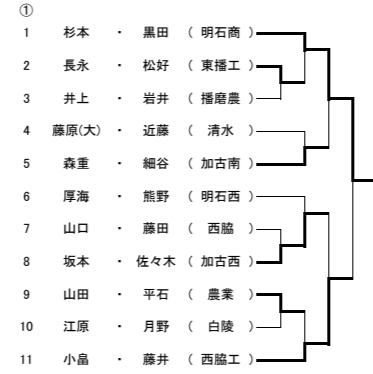 ①
1 杉本 ・ 黒田 ( 明石商 )
2 長永 ・ 松好 ( 東播工 )
3 井上 ・ 岩井 ( 播磨農 )
4 藤原(大) ・ 近藤 ( 清水 )
5 森重 ・ 細谷 ( 加古南 )
6 厚海 ・ 熊野 ( 明石西 )
7 山口 ・ 藤田 ( 西脇 )
8 坂本 ・ 佐々木 ( 加古西 )
9 山田 ・ 平石 ( 農業 )
10 江原 ・ 月野 ( 白陵 )
11 小畠 ・ 藤井 ( 西脇工 )